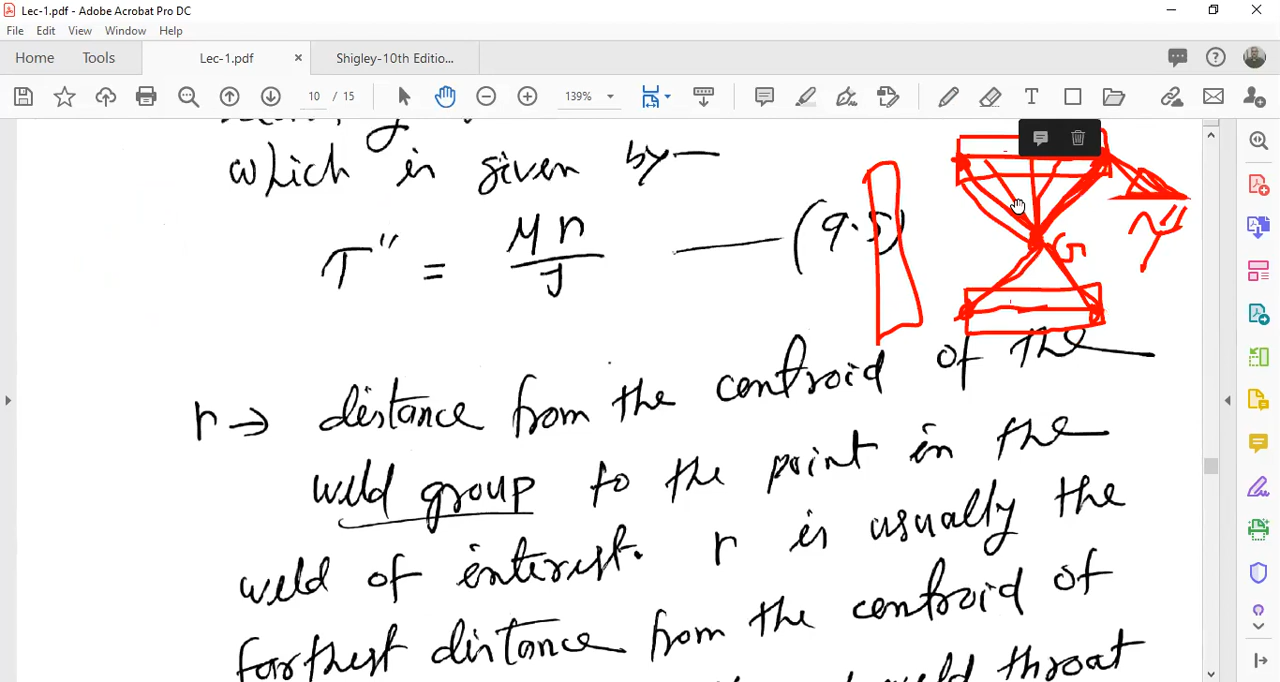 Lec-1.pdf - Adobe Acrobat Pro DC
File Edit View Window Help
Home Tools Lec-1.pdf × Shigley-10th Editio...
10 / 15 139%
which is given by—
τ" = Mr/J —— (9.5)
G
τ"
r → distance from the centroid of the
weld group to the point in the
weld of interest. r is usually the
farthest distance from the centroid of
weld throat